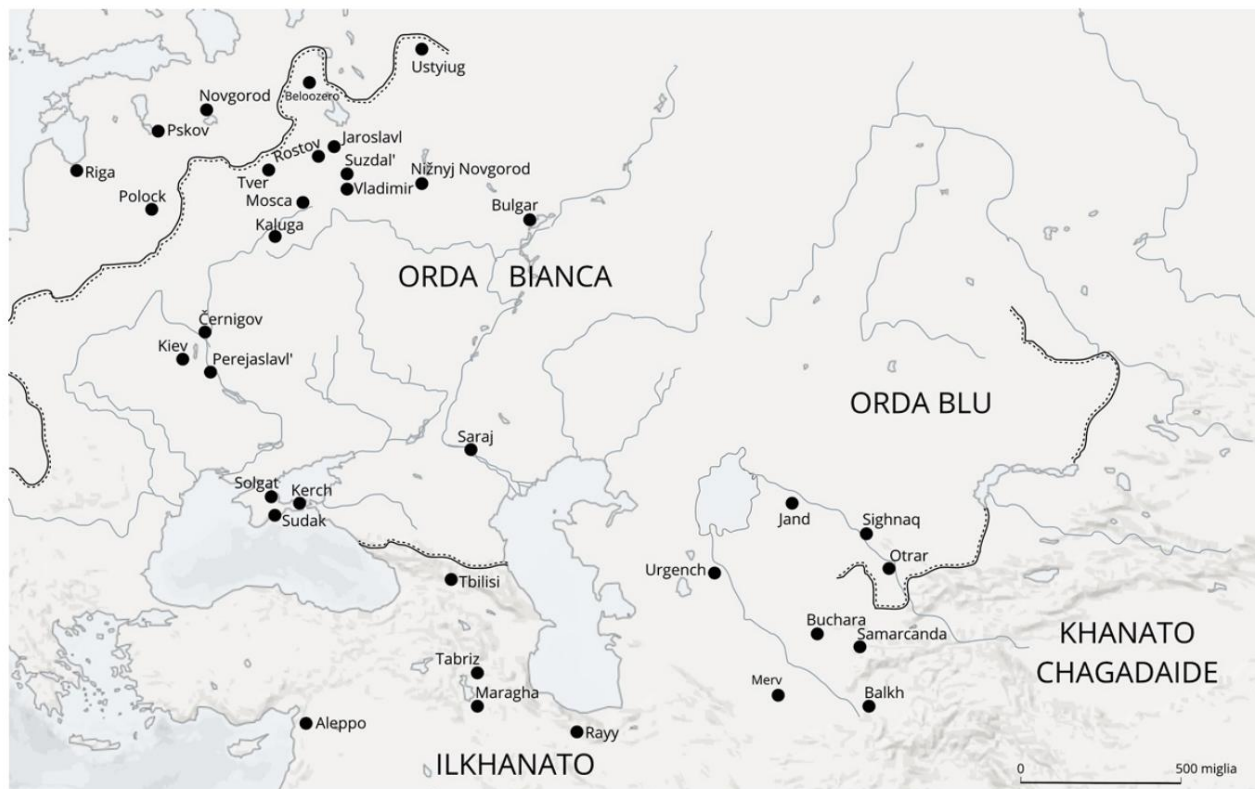 Ustyiug
Beloozero
Novgorod
Pskov
Jaroslavl
Rostov
Suzdal'
Riga
Tver
Nižnyj Novgorod
Vladimir
Polock
Mosca
Bulgar
Kaluga
ORDA BIANCA
Černigov
Kiev
Perejaslavl'
ORDA BLU
Saraj
Solgat
Kerch
Sudak
Jand
Sighnaq
Otrar
Urgench
Tbilisi
Buchara
Samarcanda
KHANATO
CHAGADAIDE
Tabriz
Maragha
Merv
Balkh
Aleppo
Rayy
ILKHANATO
0 500 miglia